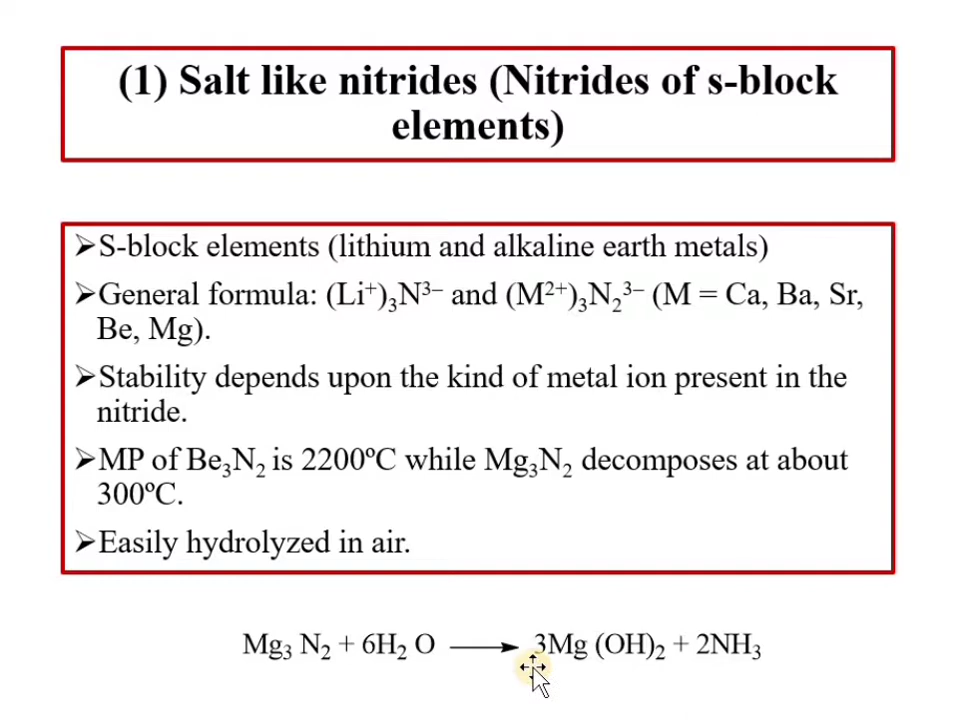 (1) Salt like nitrides (Nitrides of s-block
elements)
➢S-block elements (lithium and alkaline earth metals)
➢General formula: (Li⁺)₃N³⁻ and (M²⁺)₃N₂³⁻ (M = Ca, Ba, Sr,
Be, Mg).
➢Stability depends upon the kind of metal ion present in the
nitride.
➢MP of Be₃N₂ is 2200ºC while Mg₃N₂ decomposes at about
300ºC.
➢Easily hydrolyzed in air.
Mg₃ N₂ + 6H₂ O ⟶ 3Mg (OH)₂ + 2NH₃